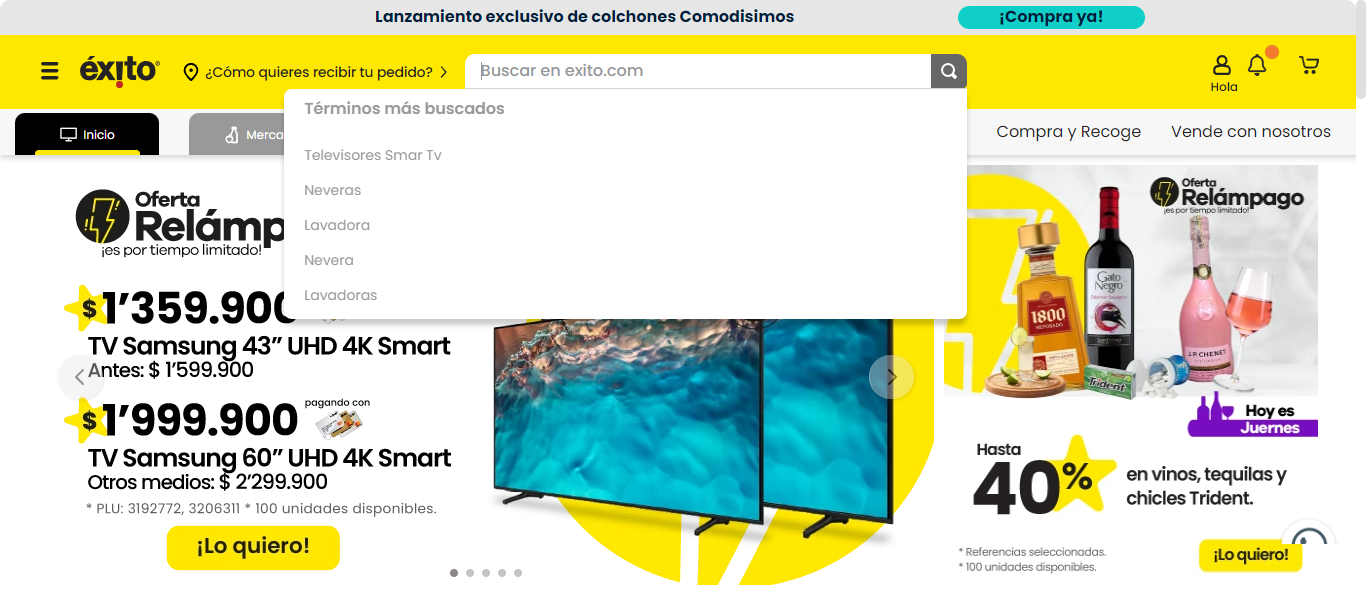 Lanzamiento exclusivo de colchones Comodisimos
¡Compra ya!
éxito
¿Cómo quieres recibir tu pedido?
Buscar en exito.com
Hola
Términos más buscados
Televisores Smar Tv
Neveras
Lavadora
Nevera
Lavadoras
Inicio
Merca
Compra y Recoge
Vende con nosotros
Oferta
Relámp
¡es por tiempo limitado!
$1'359.900
TV Samsung 43” UHD 4K Smart
Antes: $ 1'599.900
$1'999.900
pagando con
TV Samsung 60” UHD 4K Smart
Otros medios: $ 2'299.900
* PLU: 3192772, 3206311 * 100 unidades disponibles.
¡Lo quiero!
Oferta
Relámpago
¡es por tiempo limitado!
1800
REPOSADO
Gato
Negro
Cabernet Sauvignon
J.P. CHENET
Trident
Hoy es
Juernes
Hasta
40%
en vinos, tequilas y
chicles Trident.
* Referencias seleccionadas.
* 100 unidades disponibles.
¡Lo quiero!